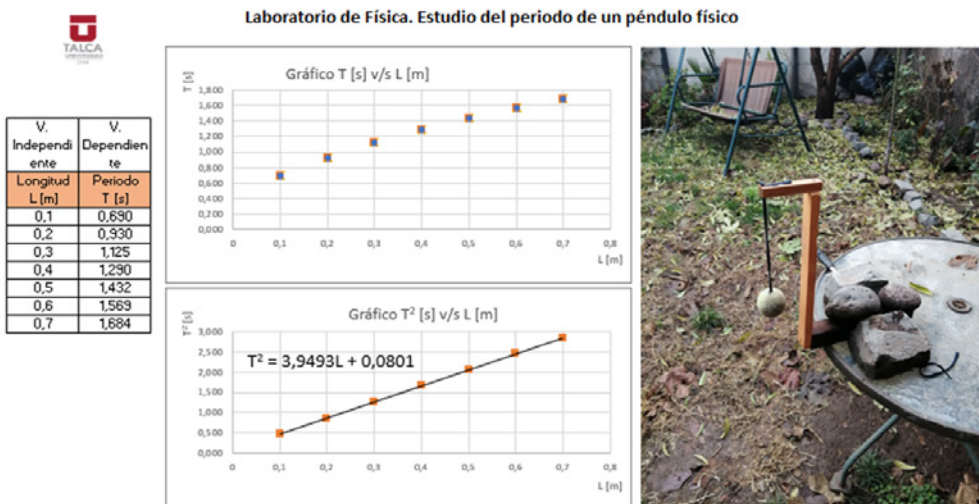 Laboratorio de Física. Estudio del periodo de un péndulo físico
TALCA
UNIVERSIDAD
CHILE
V.
Independi
ente
V.
Dependien
te
Longitud
L [m]
Periodo
T [s]
0,1 0,690
0,2 0,930
0,3 1,125
0,4 1,290
0,5 1,432
0,6 1,569
0,7 1,684
Gráfico T [s] v/s L [m]
T [s]
1,800
1,600
1,400
1,200
1,000
0,800
0,600
0,400
0,200
0,000
0 0,1 0,2 0,3 0,4 0,5 0,6 0,7 0,8
L [m]
Gráfico T² [s] v/s L [m]
T² [s]
3,000
2,500
2,000
1,500
1,000
0,500
0,000
T² = 3,9493L + 0,0801
0 0,1 0,2 0,3 0,4 0,5 0,6 0,7 0,8
L [m]